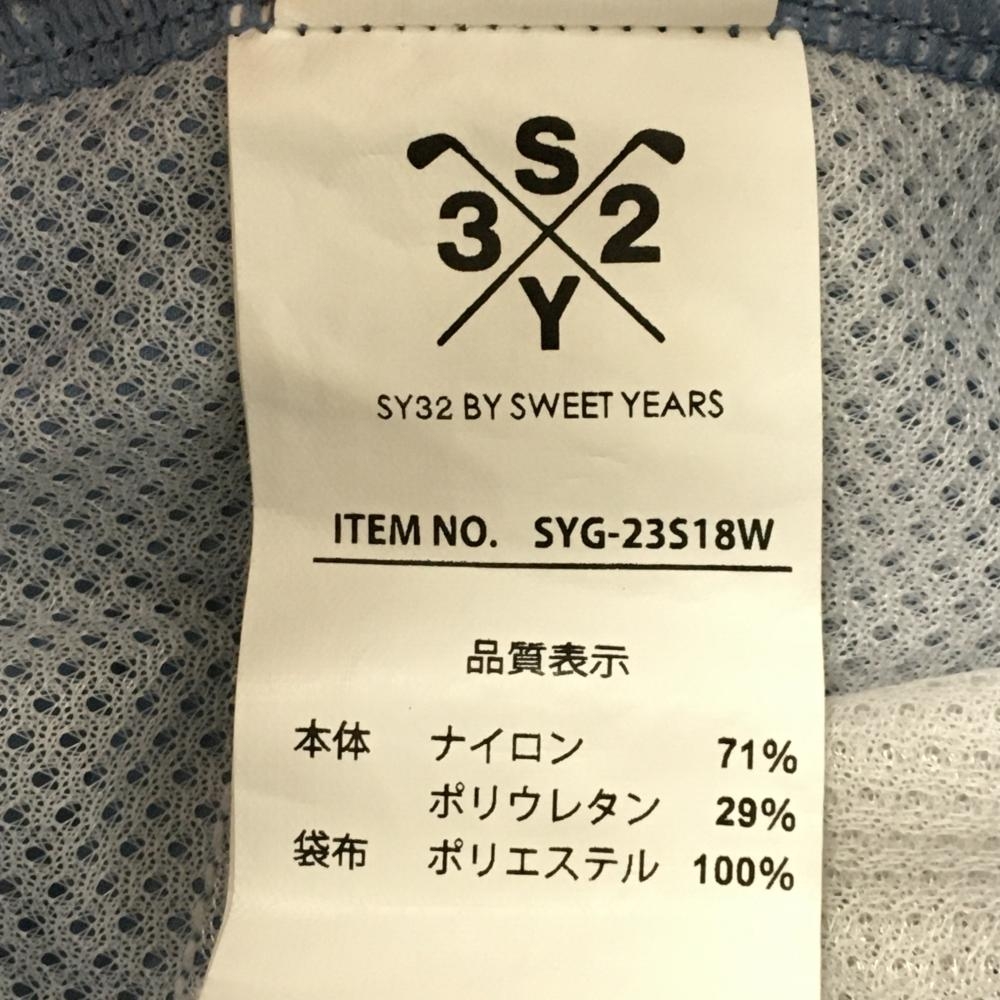 S
3 2
Y
SY32 BY SWEET YEARS
ITEM NO. SYG-23S18W
品質表示
本体 ナイロン 71%
ポリウレタン 29%
袋布 ポリエステル 100%